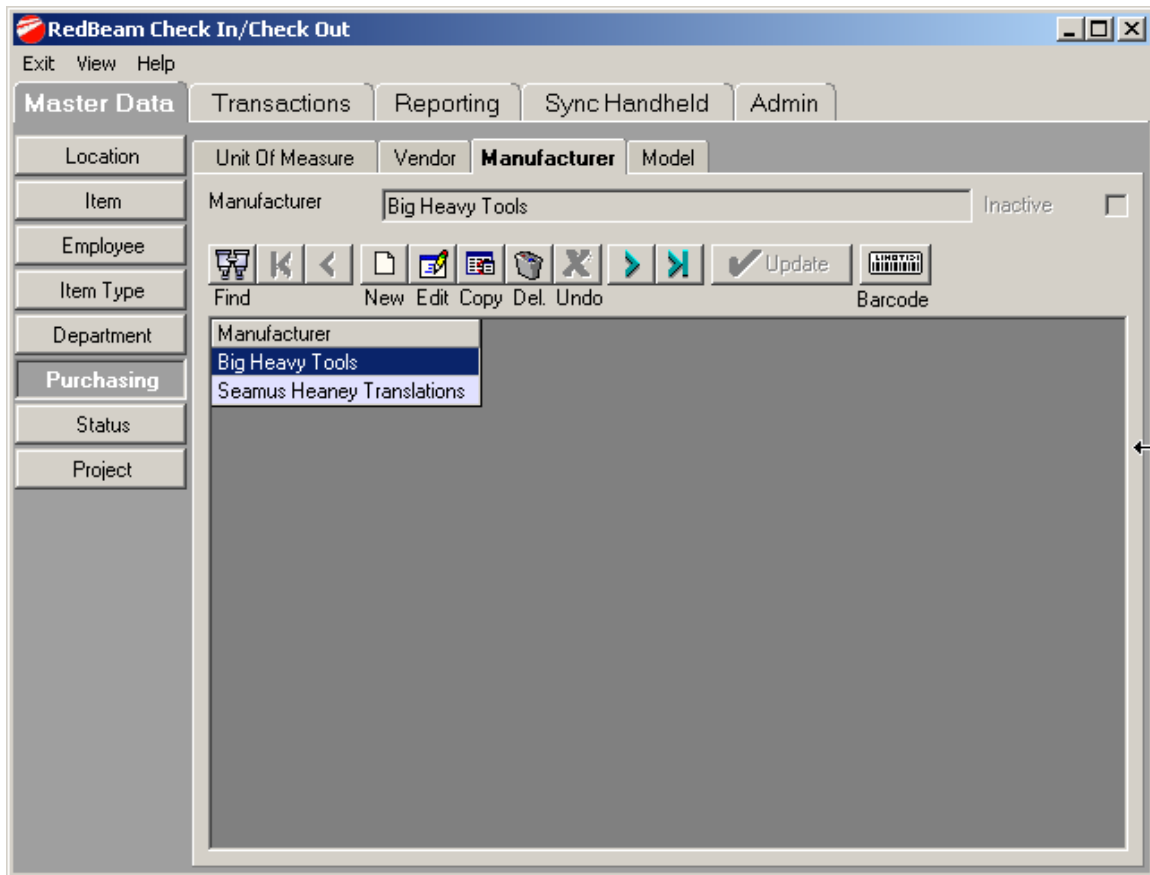 RedBeam Check In/Check Out
Exit View Help
Master Data Transactions Reporting Sync Handheld Admin
Location
Item
Employee
Item Type
Department
Purchasing
Status
Project
Unit Of Measure Vendor Manufacturer Model
Manufacturer Big Heavy Tools Inactive
Update
Find New Edit Copy Del. Undo Barcode
Manufacturer
Big Heavy Tools
Seamus Heaney Translations